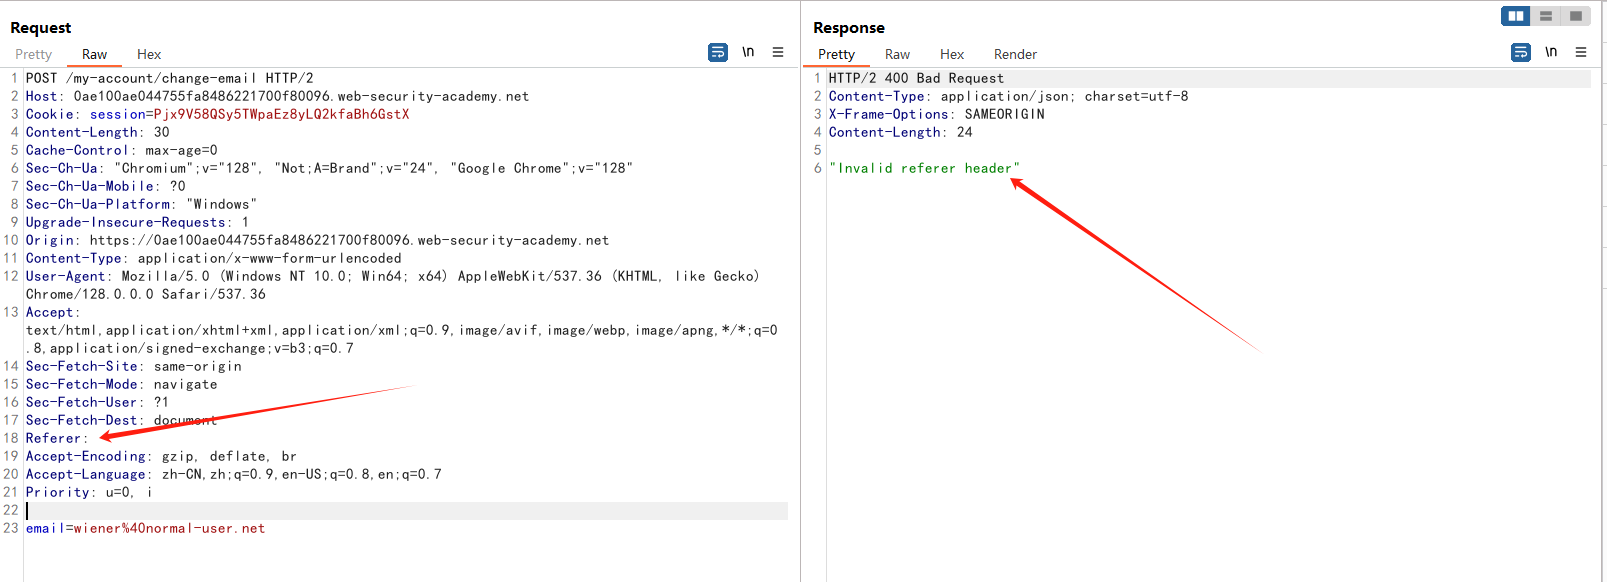 Request
Pretty Raw Hex
\n
1 POST /my-account/change-email HTTP/2
2 Host: 0ae100ae044755fa8486221700f80096.web-security-academy.net
3 Cookie: session=Pjx9V58QSy5TWpaEz8yLQ2kfaBh6GstX
4 Content-Length: 30
5 Cache-Control: max-age=0
6 Sec-Ch-Ua: "Chromium";v="128", "Not;A=Brand";v="24", "Google Chrome";v="128"
7 Sec-Ch-Ua-Mobile: ?0
8 Sec-Ch-Ua-Platform: "Windows"
9 Upgrade-Insecure-Requests: 1
10 Origin: https://0ae100ae044755fa8486221700f80096.web-security-academy.net
11 Content-Type: application/x-www-form-urlencoded
12 User-Agent: Mozilla/5.0 (Windows NT 10.0; Win64; x64) AppleWebKit/537.36 (KHTML, like Gecko)
Chrome/128.0.0.0 Safari/537.36
13 Accept:
text/html,application/xhtml+xml,application/xml;q=0.9,image/avif,image/webp,image/apng,*/*;q=0
.8,application/signed-exchange;v=b3;q=0.7
14 Sec-Fetch-Site: same-origin
15 Sec-Fetch-Mode: navigate
16 Sec-Fetch-User: ?1
17 Sec-Fetch-Dest: document
18 Referer:
19 Accept-Encoding: gzip, deflate, br
20 Accept-Language: zh-CN,zh;q=0.9,en-US;q=0.8,en;q=0.7
21 Priority: u=0, i
22
23 email=wiener%40normal-user.net
Response
Pretty Raw Hex Render
\n
1 HTTP/2 400 Bad Request
2 Content-Type: application/json; charset=utf-8
3 X-Frame-Options: SAMEORIGIN
4 Content-Length: 24
5
6 "Invalid referer header"